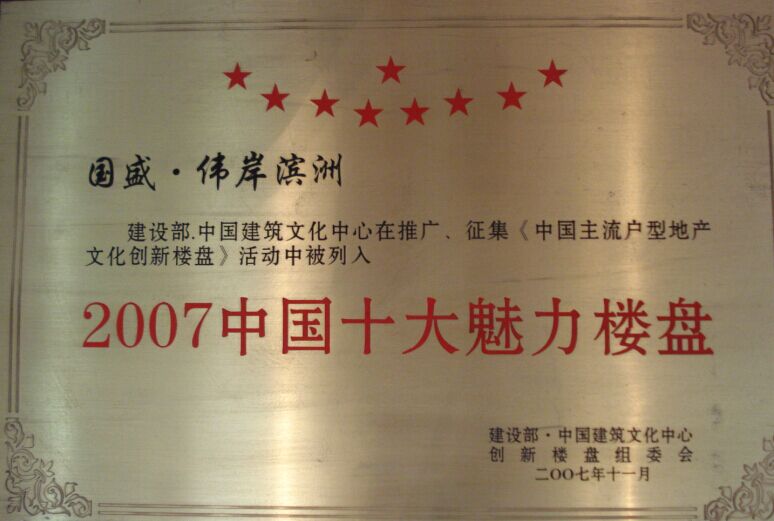 国盛·伟岸滨洲
建设部.中国建筑文化中心在推广、征集《中国主流户型地产
文化创新楼盘》活动中被列入
2007中国十大魅力楼盘
建设部·中国建筑文化中心
创新楼盘组委会
二〇〇七年十一月